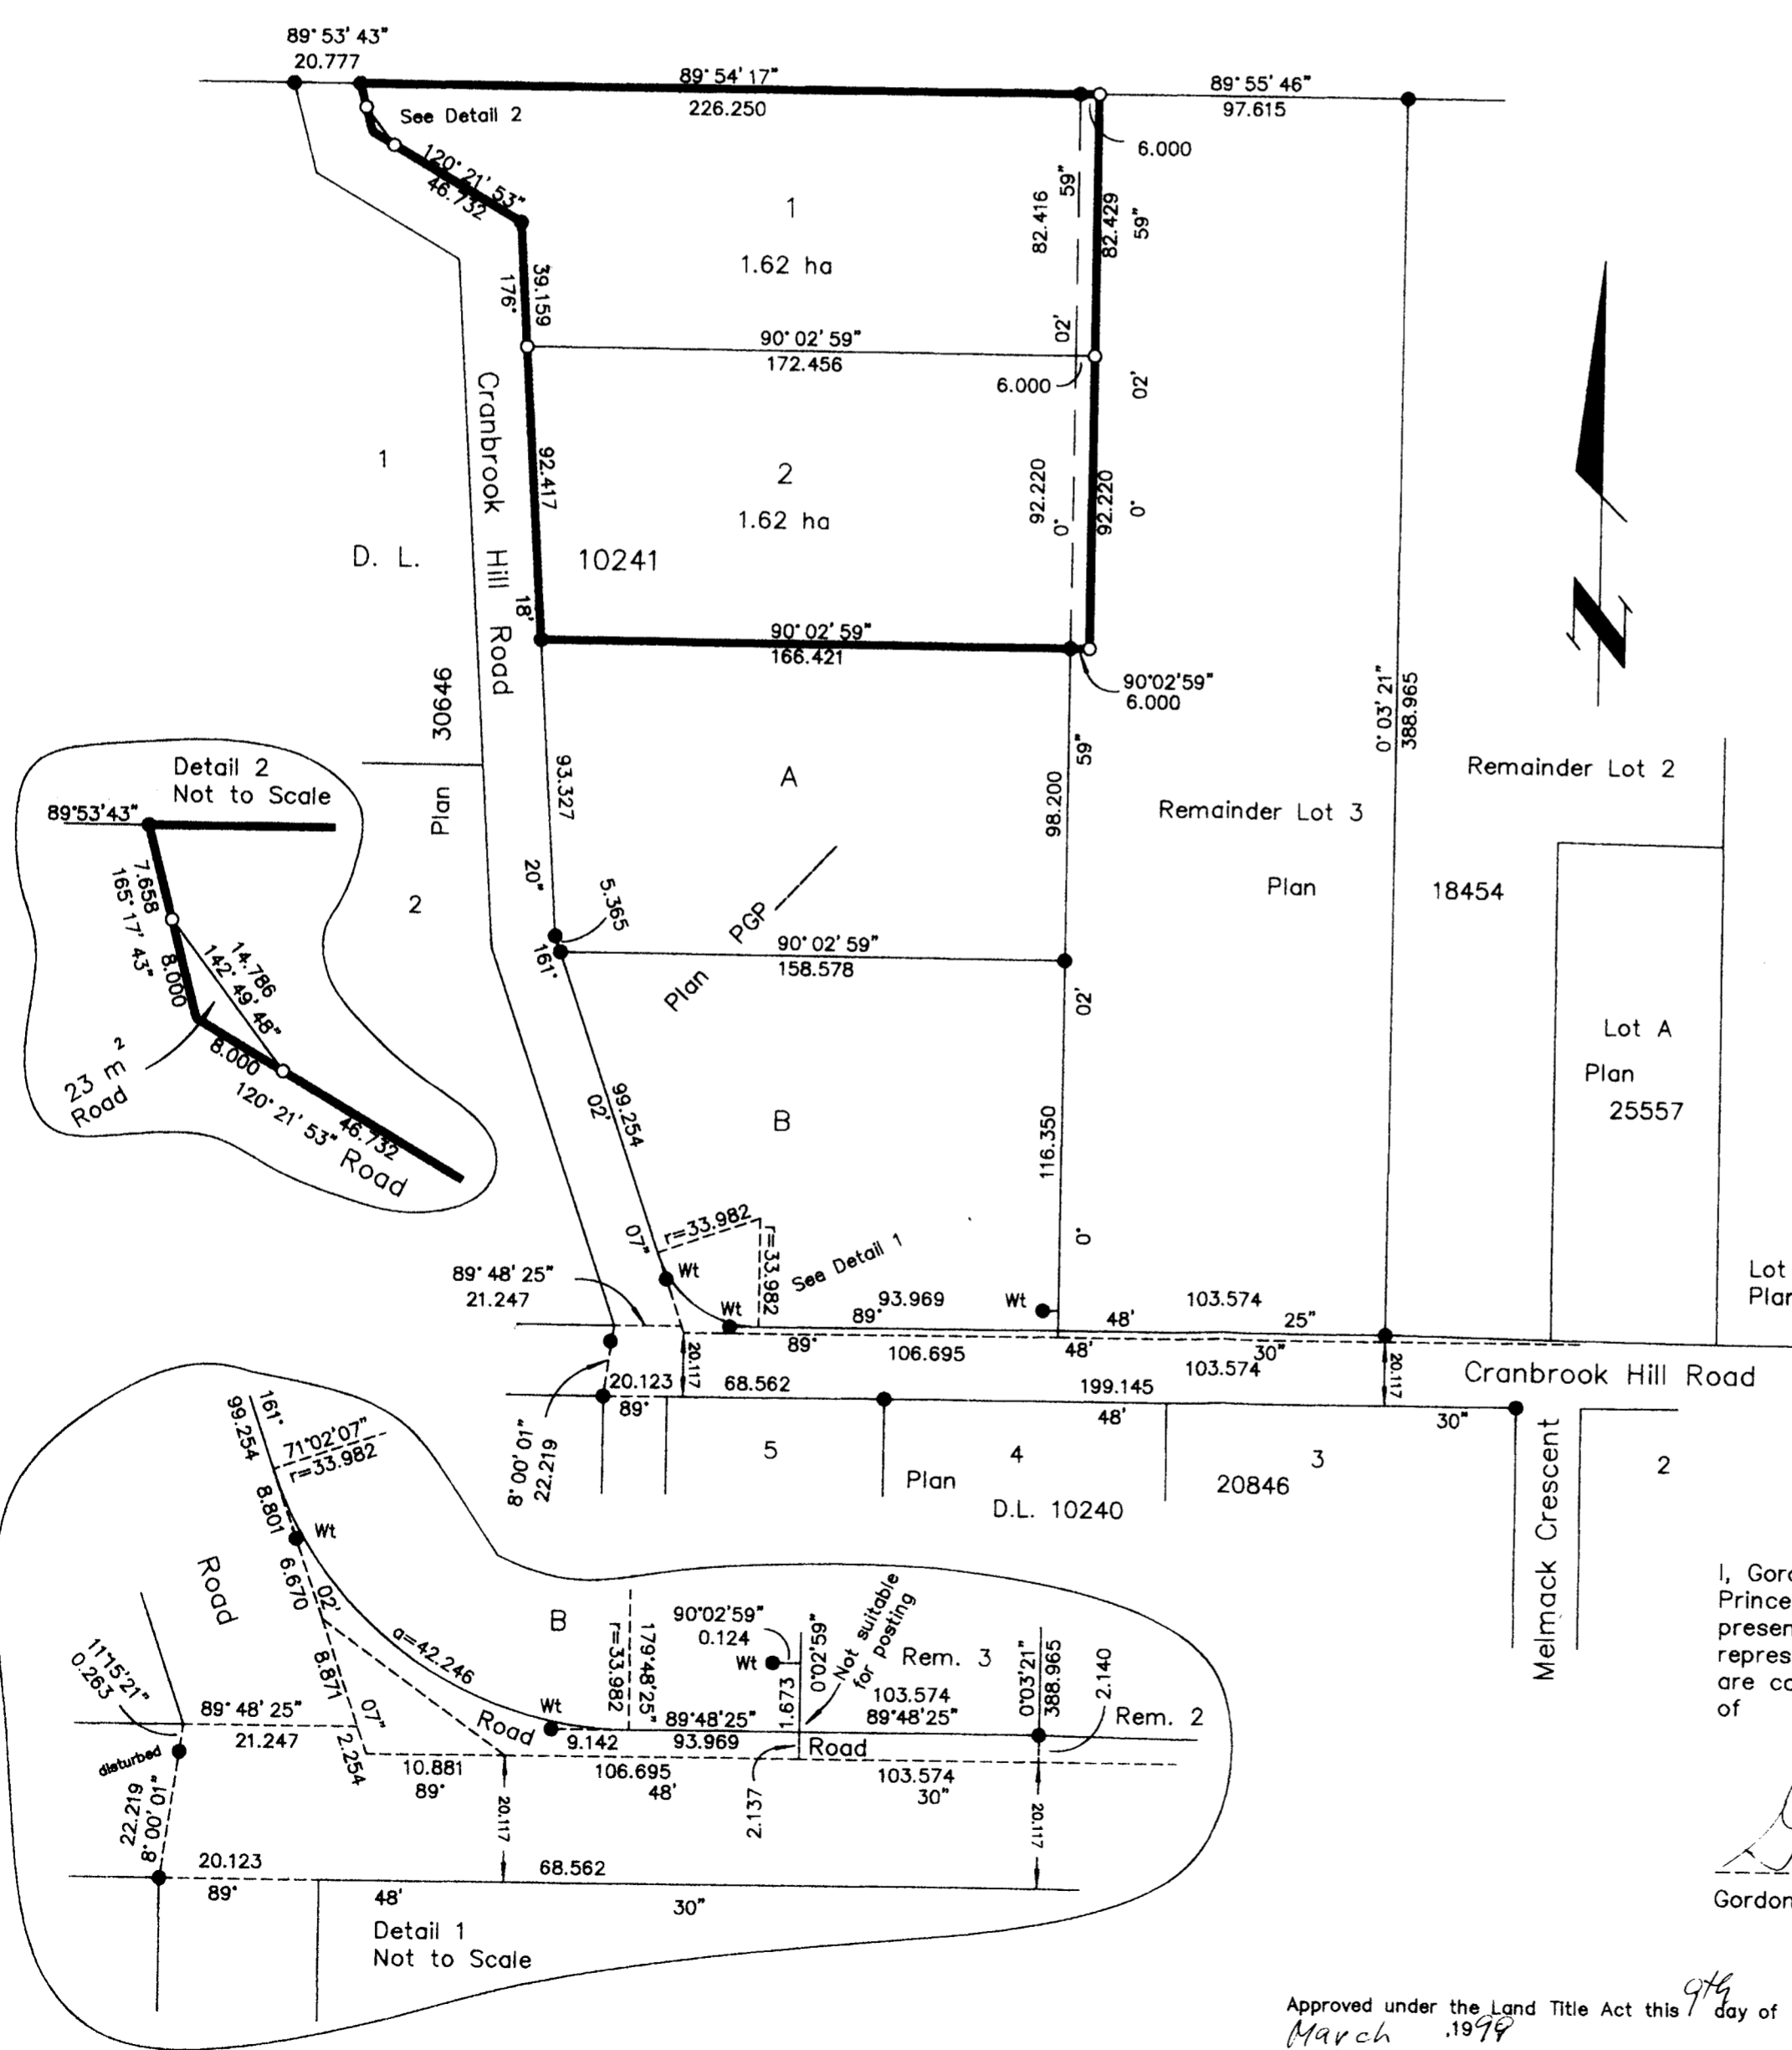 89° 53' 43"
20.777
89° 54' 17"
226.250
89° 55' 46"
97.615
See Detail 2
6.000
120° 21' 53"
46.732
1
1.62 ha
82.416
59"
82.429
59"
39.159
176°
90° 02' 59"
172.456
02'
6.000
02'
Cranbrook Hill Road
1
92.417
2
1.62 ha
92.220
0°
92.220
0°
D. L.
10241
18'
90° 02' 59"
166.421
90°02'59"
6.000
30646
Plan
93.327
A
59"
98.200
0° 03' 21"
388.965
Remainder Lot 2
Remainder Lot 3
Plan
18454
2
20"
5.365
161°
Plan PGP
90° 02' 59"
158.578
02'
Lot A
Plan
25557
Detail 2
Not to Scale
89°53'43"
7.658
165° 17' 43"
8.000
14.786
142° 49' 48"
8.000
23 m2
Road
120° 21' 53"
46.732
Road
99.254
02'
B
116.350
0°
07"
r=33.982
r=33.982
See Detail 1
89° 48' 25"
21.247
Wt
Wt
93.969
89°
Wt
48'
103.574
25"
Lot
Plan
89°
106.695
48'
30"
103.574
20.117
20.117
20.123
89°
68.562
199.145
48'
30"
Cranbrook Hill Road
8° 00' 01"
22.219
5
Plan
4
D.L. 10240
3
20846
2
Melmack Crescent
161°
99.254
71°02'07"
r=33.982
8.801
Wt
6.670
02'
Road
B
a=42.246
8.871
07"
2.254
r=33.982
179°48'25"
90°02'59"
0.124
Wt
1.673
0°02'59"
Not suitable
for posting
Rem. 3
103.574
0°03'21"
388.965
2.140
Rem. 2
11°15'21"
0.263
89° 48' 25"
21.247
disturbed
22.219
8° 00' 01"
Wt
Road
9.142
89°48'25"
93.969
89°48'25"
Road
10.881
89°
106.695
48'
2.137
103.574
30"
20.117
20.117
20.123
89°
48'
68.562
30"
Detail 1
Not to Scale
I, Gord
Prince
presen
repres
are co
of
Gordon
Approved under the Land Title Act this 9th day of
March ,1999